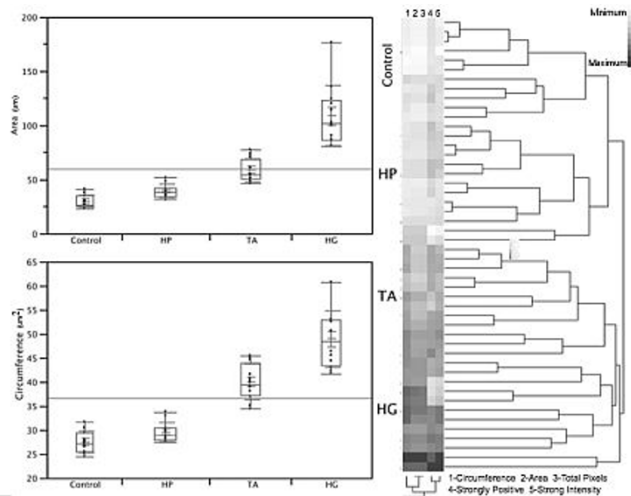 200
150
100
50
0
Area (um)
Control
HP
TA
HG
65
60
55
50
45
40
35
30
25
20
Circumference (um²)
Control
HP
TA
HG
1 2 3 4 5
Minimum
Maximum
Control
HP
TA
HG
1-Circumference 2-Area 3-Total Pixels
4-Strongly Positive 5-Strong Intensity